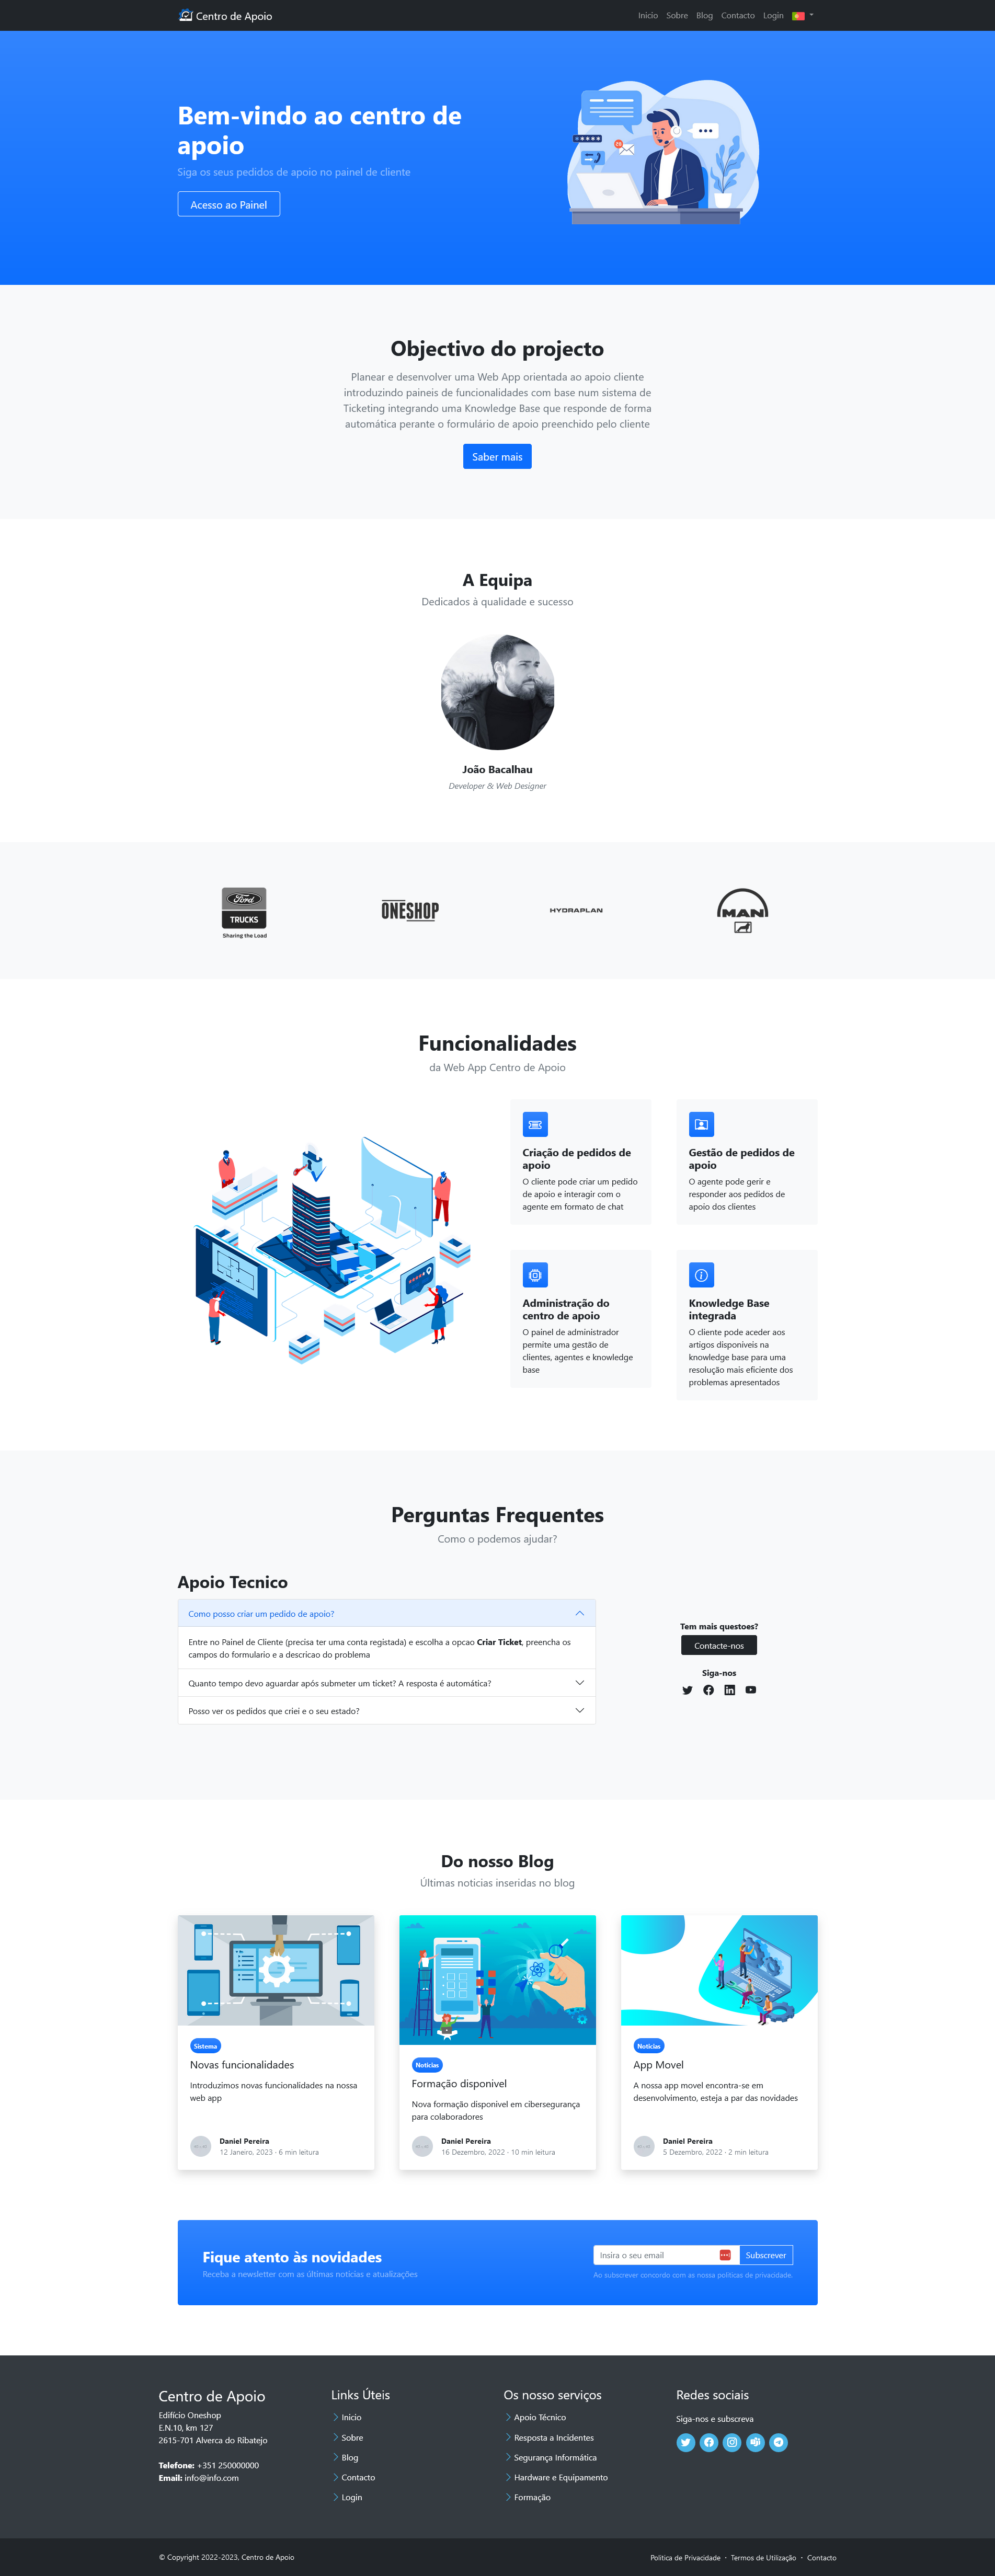 Centro de Apoio
Inicio Sobre Blog Contacto Login
Bem-vindo ao centro de
apoio
Siga os seus pedidos de apoio no painel de cliente
Acesso ao Painel
Objectivo do projecto
Planear e desenvolver uma Web App orientada ao apoio cliente
introduzindo paineis de funcionalidades com base num sistema de
Ticketing integrando uma Knowledge Base que responde de forma
automática perante o formulário de apoio preenchido pelo cliente
Saber mais
A Equipa
Dedicados à qualidade e sucesso
João Bacalhau
Developer & Web Designer
Ford
TRUCKS
Sharing the Load
ONESHOP
HYDRAPLAN
MAN
Funcionalidades
da Web App Centro de Apoio
Criação de pedidos de
apoio
O cliente pode criar um pedido
de apoio e interagir com o
agente em formato de chat
Gestão de pedidos de
apoio
O agente pode gerir e
responder aos pedidos de
apoio dos clientes
Administração do
centro de apoio
O painel de administrador
permite uma gestão de
clientes, agentes e knowledge
base
Knowledge Base
integrada
O cliente pode aceder aos
artigos disponiveis na
knowledge base para uma
resolução mais eficiente dos
problemas apresentados
Perguntas Frequentes
Como o podemos ajudar?
Apoio Tecnico
Como posso criar um pedido de apoio?
Entre no Painel de Cliente (precisa ter uma conta registada) e escolha a opcao Criar Ticket, preencha os
campos do formulario e a descricao do problema
Quanto tempo devo aguardar após submeter um ticket? A resposta é automática?
Posso ver os pedidos que criei e o seu estado?
Tem mais questoes?
Contacte-nos
Siga-nos
Do nosso Blog
Últimas noticias inseridas no blog
Sistema
Novas funcionalidades
Introduzimos novas funcionalidades na nossa
web app
Daniel Pereira
12 Janeiro, 2023 · 6 min leitura
Noticias
Formação disponivel
Nova formação disponivel em cibersegurança
para colaboradores
Daniel Pereira
16 Dezembro, 2022 · 10 min leitura
Noticias
App Movel
A nossa app movel encontra-se em
desenvolvimento, esteja a par das novidades
Daniel Pereira
5 Dezembro, 2022 · 2 min leitura
Fique atento às novidades
Receba a newsletter com as últimas notícias e atualizações
Insira o seu email
Subscrever
Ao subscrever concordo com as nossa políticas de privacidade.
Centro de Apoio
Edifício Oneshop
E.N.10, km 127
2615-701 Alverca do Ribatejo
Telefone: +351 250000000
Email: info@info.com
Links Úteis
Inicio
Sobre
Blog
Contacto
Login
Os nosso serviços
Apoio Técnico
Resposta a Incidentes
Segurança Informática
Hardware e Equipamento
Formação
Redes sociais
Siga-nos e subscreva
© Copyright 2022-2023, Centro de Apoio
Politica de Privacidade · Termos de Utilização · Contacto